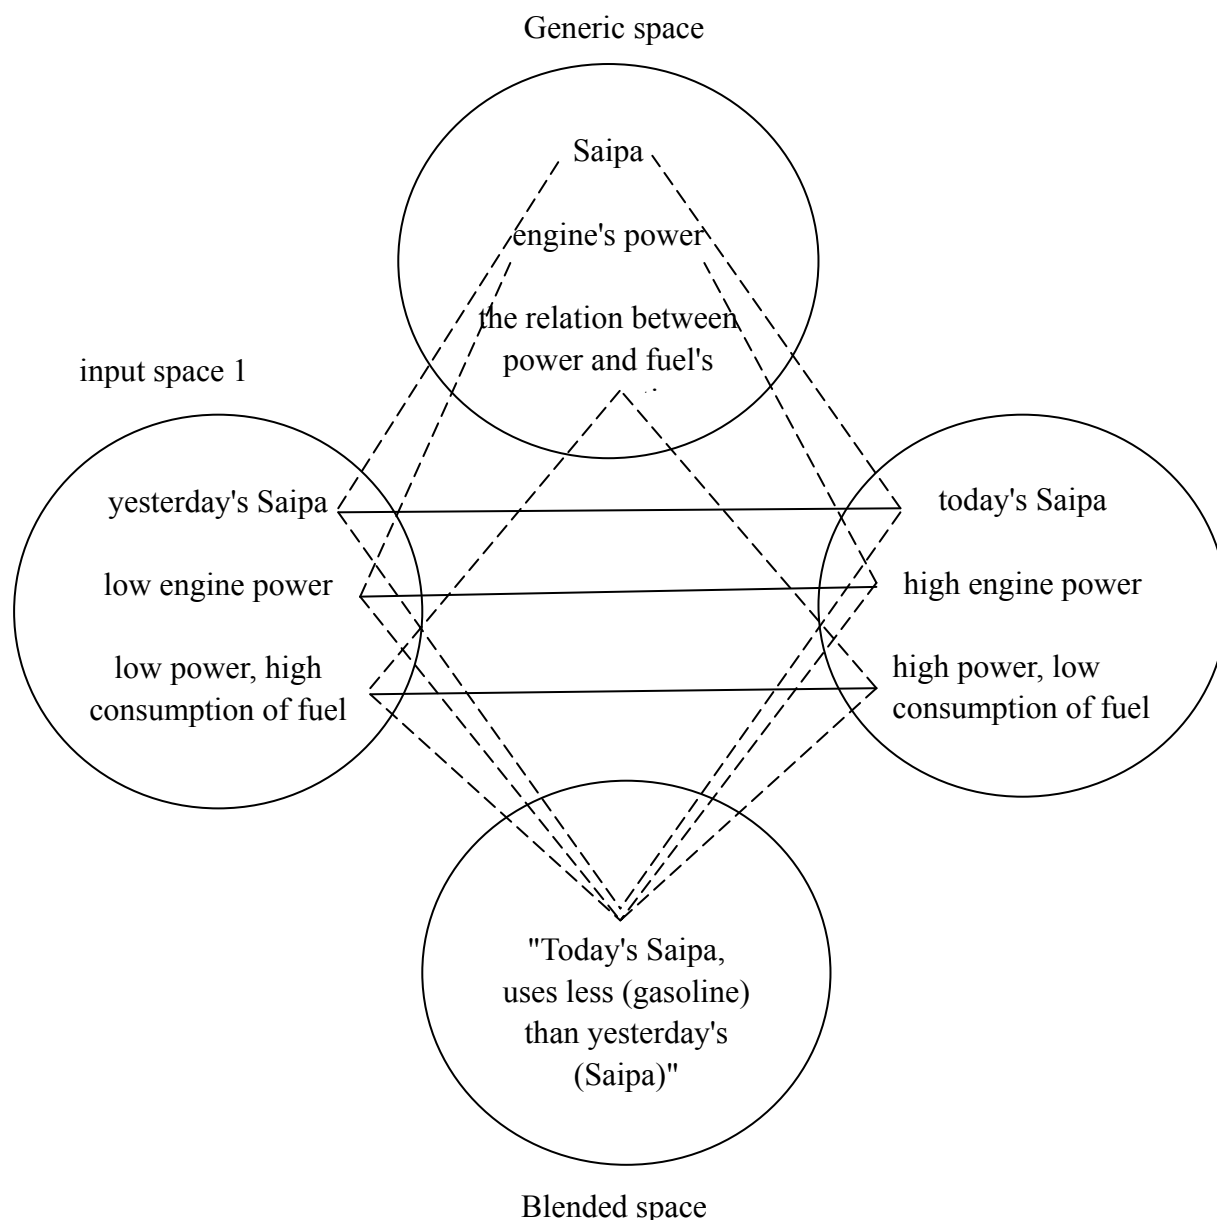 Generic space
Saipa
engine's power
the relation between
power and fuel's
input space 1
yesterday's Saipa
low engine power
low power, high
consumption of fuel
today's Saipa
high engine power
high power, low
consumption of fuel
"Today's Saipa,
uses less (gasoline)
than yesterday's
(Saipa)"
Blended space